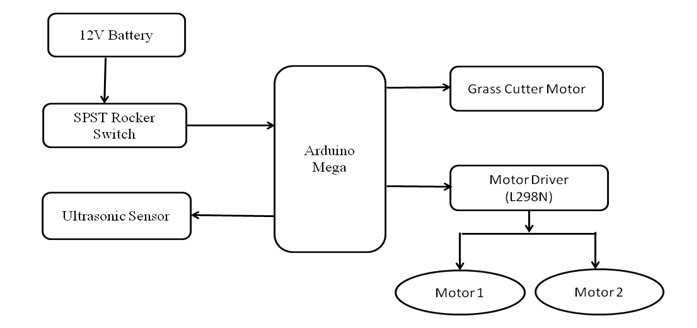 12V Battery
SPST Rocker
Switch
Ultrasonic Sensor
Arduino
Mega
Grass Cutter Motor
Motor Driver
(L298N)
Motor 1
Motor 2